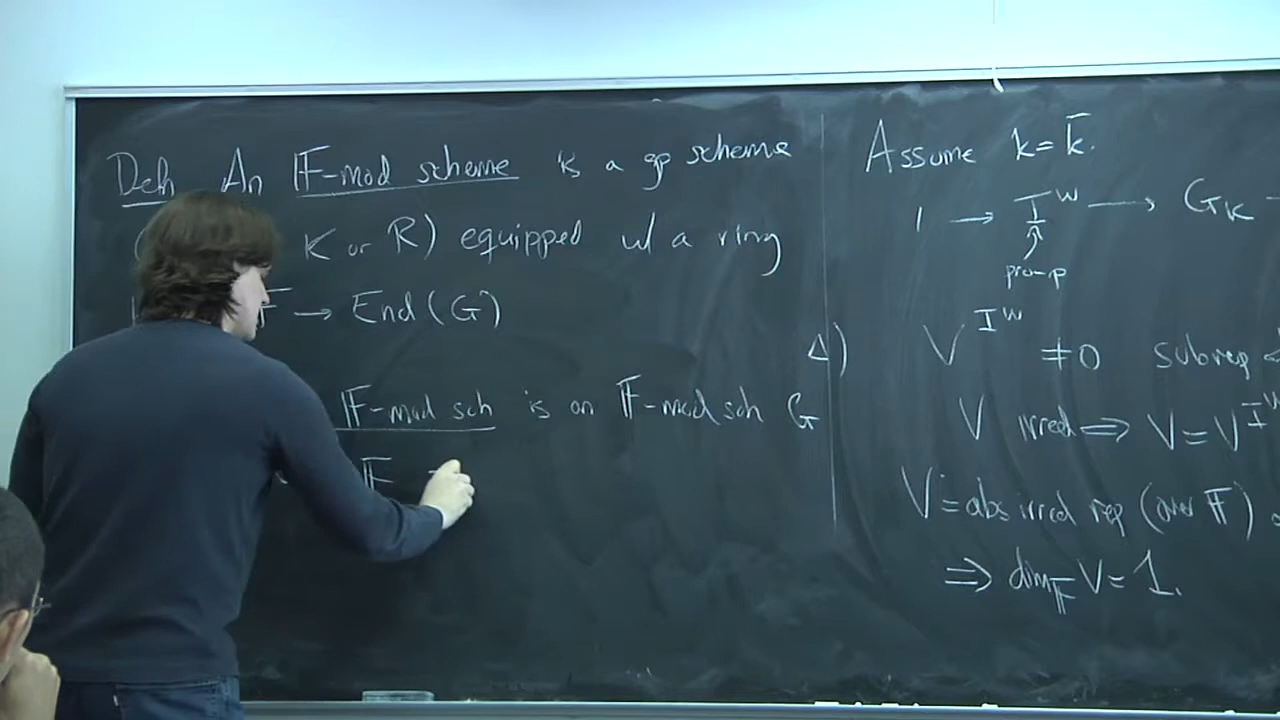 Defn An 𝔽-mod scheme is a gp scheme
( K or R) equipped w/ a ring
𝔽 → End(G)
𝔽-mod sch is an 𝔽-mod sch G
𝔽
Assume k = k̄.
1 → I^W → G_K →
pro-p
Δ) V^{I^W} ≠ 0 subrep
V irred ⟹ V = V^{I^W}
V = abs irred rep (over 𝔽)
⟹ dim_𝔽 V = 1.